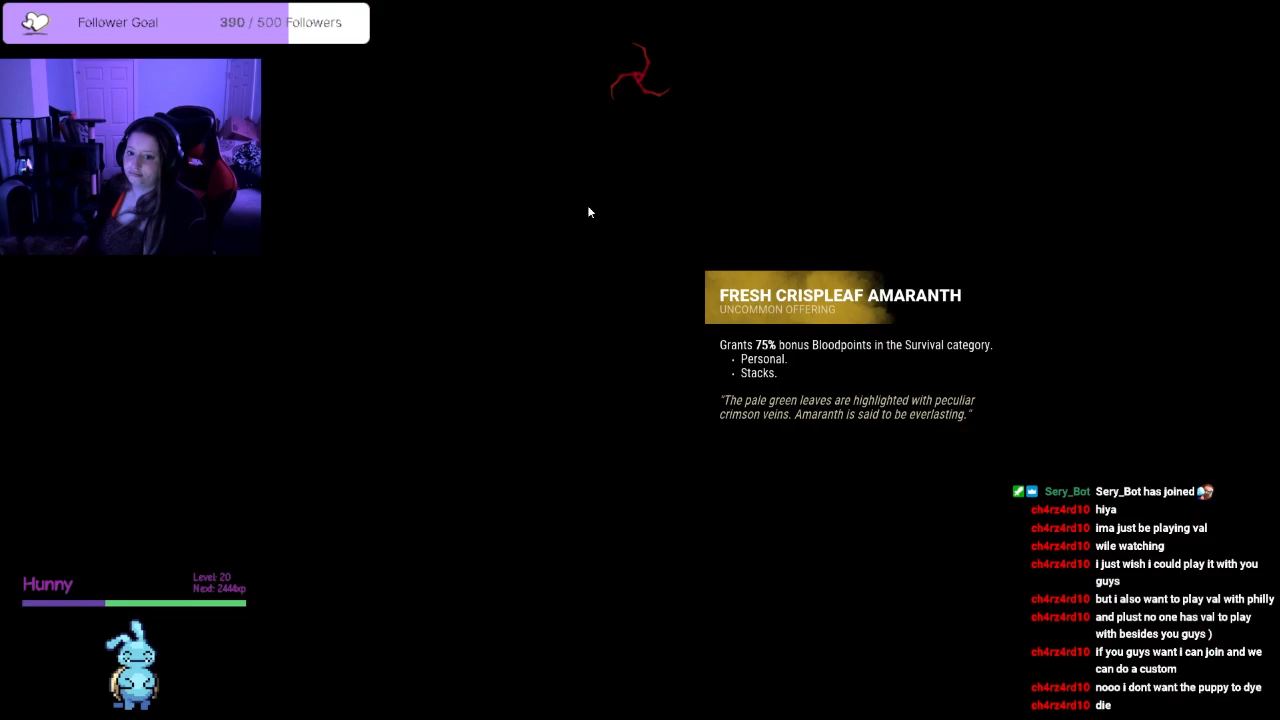 Follower Goal 390 / 500 Followers
FRESH CRISPLEAF AMARANTH
UNCOMMON OFFERING
Grants 75% bonus Bloodpoints in the Survival category.
· Personal.
· Stacks.
"The pale green leaves are highlighted with peculiar
crimson veins. Amaranth is said to be everlasting."
Sery_Bot Sery_Bot has joined
ch4rz4rd10 hiya
ch4rz4rd10 ima just be playing val
ch4rz4rd10 wile watching
ch4rz4rd10 i just wish i could play it with you
guys
ch4rz4rd10 but i also want to play val with philly
ch4rz4rd10 and plust no one has val to play
with besides you guys )
ch4rz4rd10 if you guys want i can join and we
can do a custom
ch4rz4rd10 nooo i dont want the puppy to dye
ch4rz4rd10 die
Hunny
Level: 20
Next: 2444xp